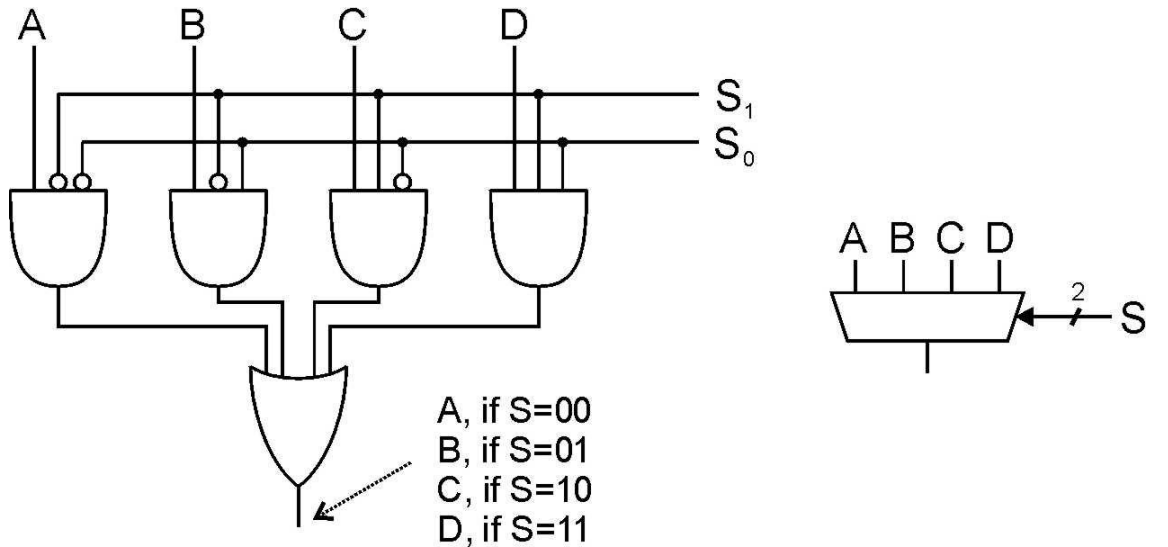 A B C D
S₁
S₀
A, if S=00
B, if S=01
C, if S=10
D, if S=11
A B C D
2
S